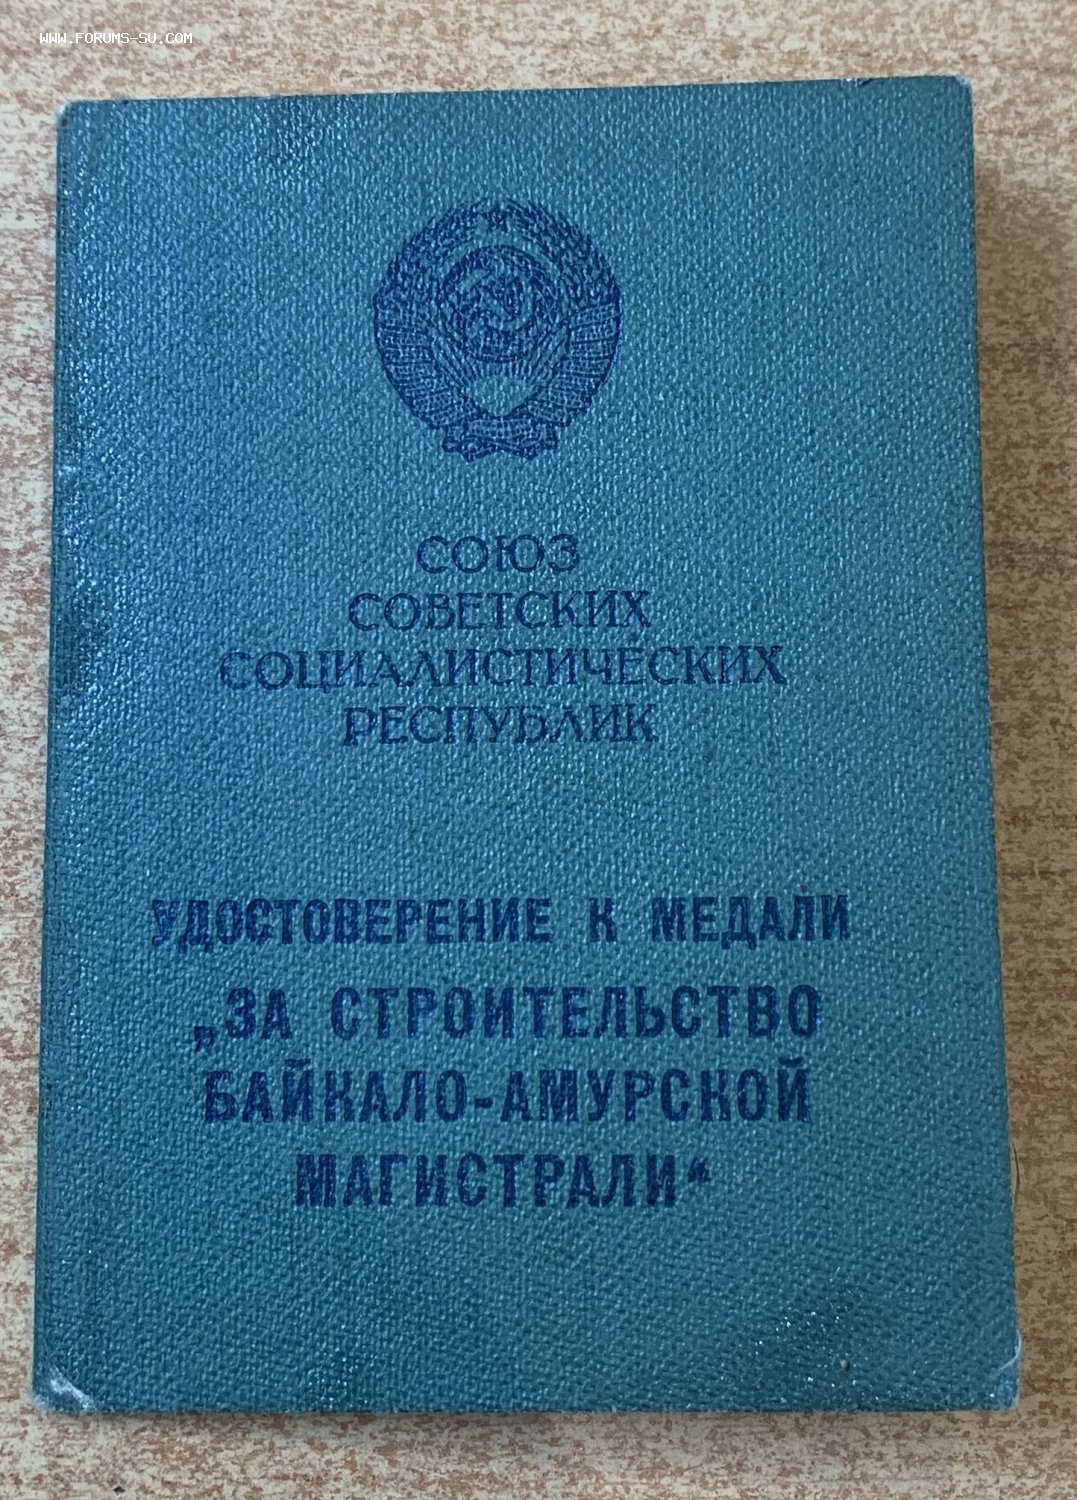 WWW.FORUMS-SU.COM
СОЮЗ
СОВЕТСКИХ
СОЦИАЛИСТИЧЕСКИХ
РЕСПУБЛИК
УДОСТОВЕРЕНИЕ К МЕДАЛИ
„ЗА СТРОИТЕЛЬСТВО
БАЙКАЛО-АМУРСКОЙ
МАГИСТРАЛИ“